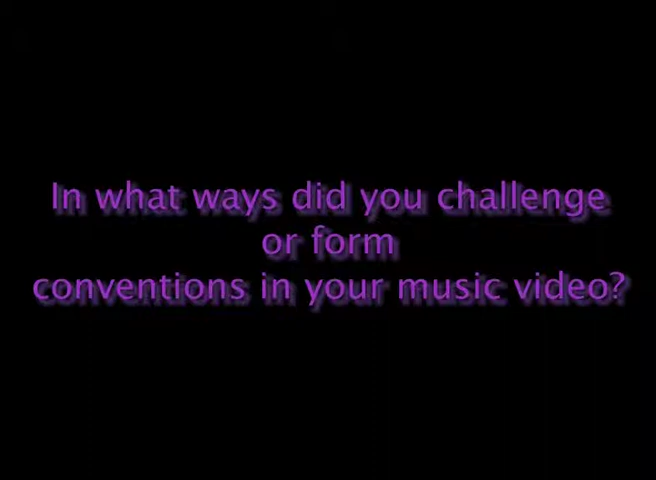 In what ways did you challenge
or form
conventions in your music video?